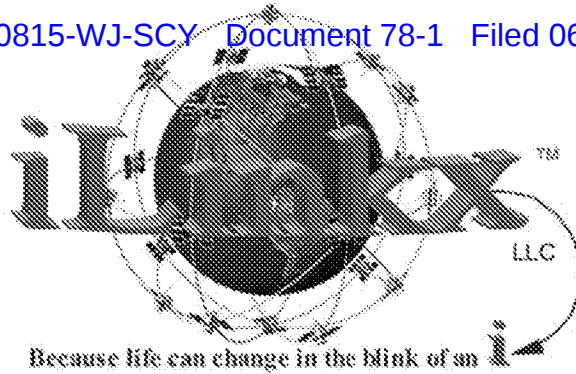 0815-WJ-SCY Document 78-1 Filed 06
iLinkx TM
LLC
Because life can change in the blink of an i